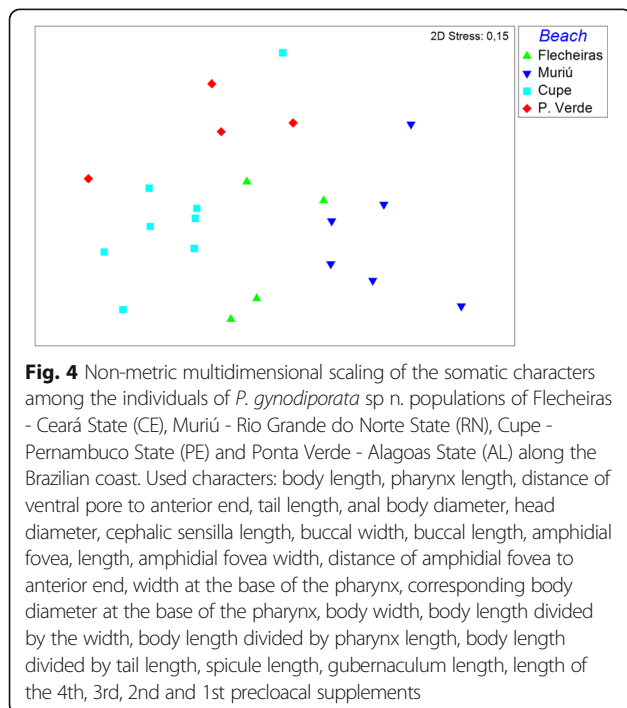 2D Stress: 0,15
Beach
Flecheiras
Muriú
Cupe
P. Verde
Fig. 4 Non-metric multidimensional scaling of the somatic characters
among the individuals of P. gynodiporata sp n. populations of Flecheiras
- Ceará State (CE), Muriú - Rio Grande do Norte State (RN), Cupe -
Pernambuco State (PE) and Ponta Verde - Alagoas State (AL) along the
Brazilian coast. Used characters: body length, pharynx length, distance of
ventral pore to anterior end, tail length, anal body diameter, head
diameter, cephalic sensilla length, buccal width, buccal length, amphidial
fovea, length, amphidial fovea width, distance of amphidial fovea to
anterior end, width at the base of the pharynx, corresponding body
diameter at the base of the pharynx, body width, body length divided
by the width, body length divided by pharynx length, body length
divided by tail length, spicule length, gubernaculum length, length of
the 4th, 3rd, 2nd and 1st precloacal supplements